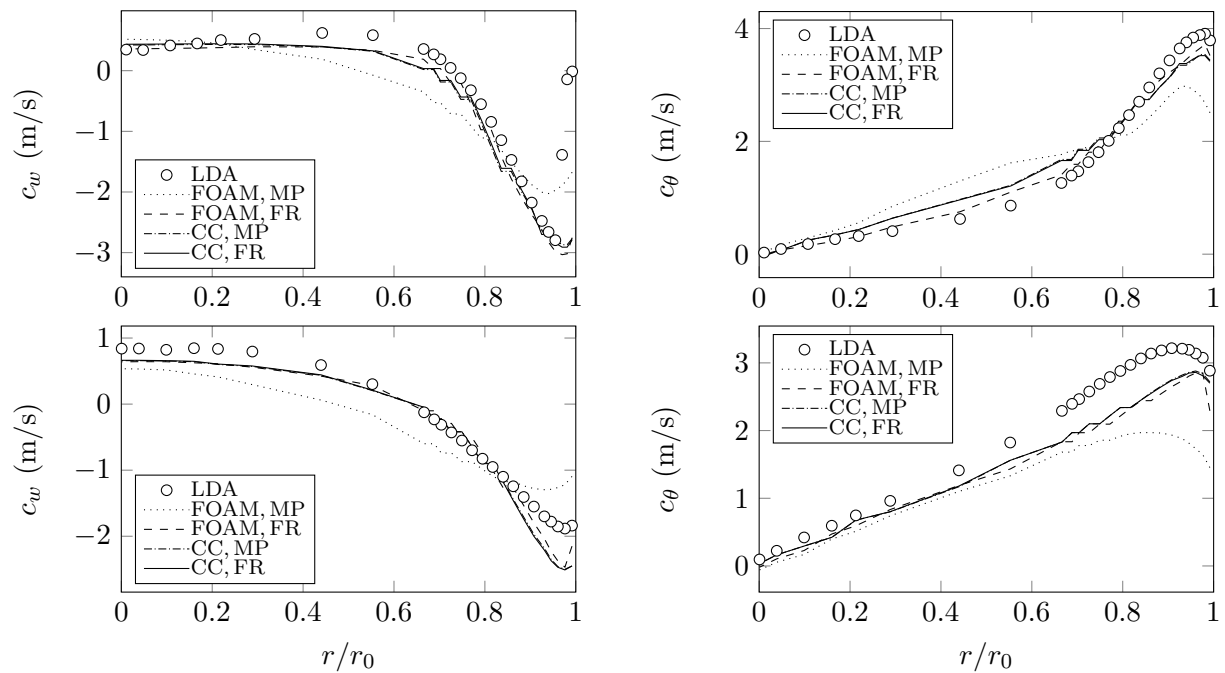 0
−1
−2
−3
c_w (m/s)
LDA
FOAM, MP
FOAM, FR
CC, MP
CC, FR
0 0.2 0.4 0.6 0.8 1
4
2
0
c_θ (m/s)
LDA
FOAM, MP
FOAM, FR
CC, MP
CC, FR
0 0.2 0.4 0.6 0.8 1
1
0
−1
−2
c_w (m/s)
LDA
FOAM, MP
FOAM, FR
CC, MP
CC, FR
0 0.2 0.4 0.6 0.8 1
r/r_0
3
2
1
0
c_θ (m/s)
LDA
FOAM, MP
FOAM, FR
CC, MP
CC, FR
0 0.2 0.4 0.6 0.8 1
r/r_0